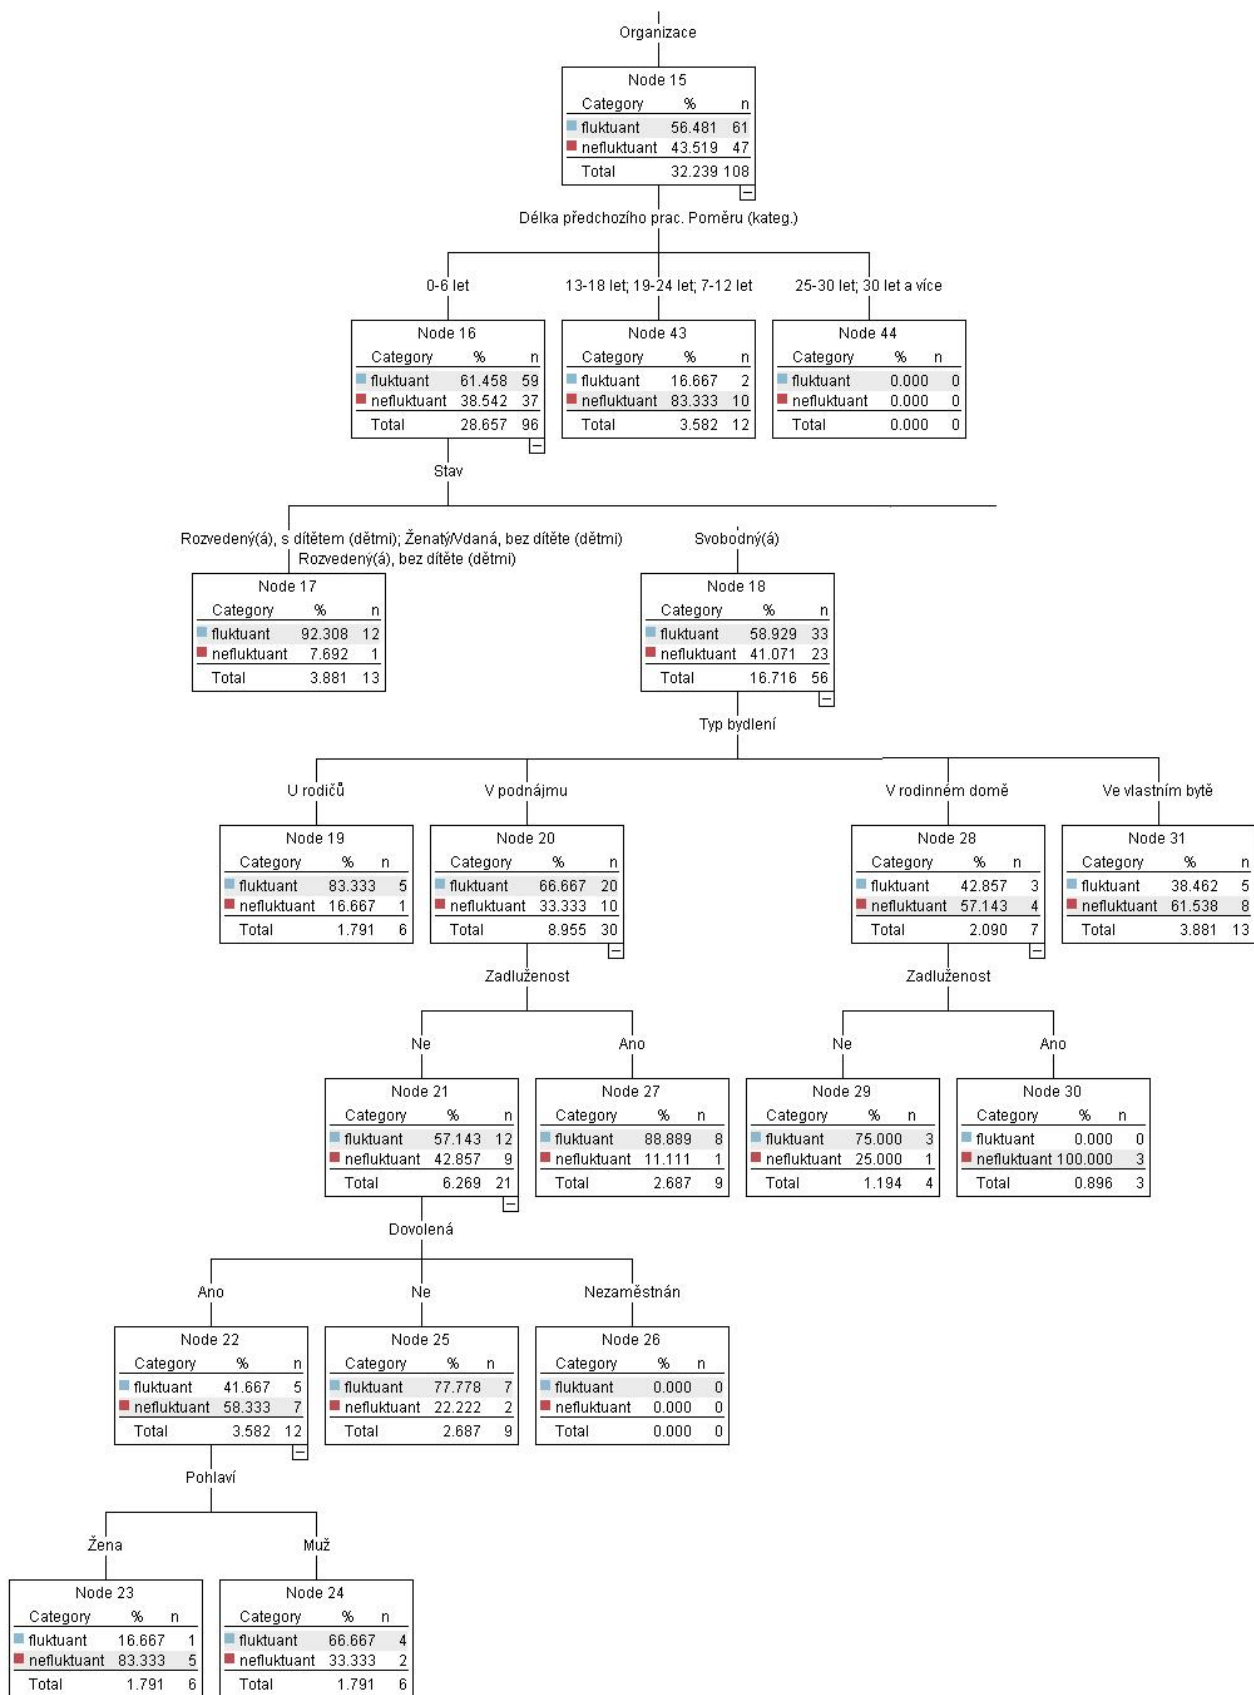 Organizace
Node 15
Category % n
fluktuant 56.481 61
nefluktuant 43.519 47
Total 32.239 108
Délka předchozího prac. Poměru (kateg.)
0-6 let
13-18 let; 19-24 let; 7-12 let
25-30 let; 30 let a více
Node 16
Category % n
fluktuant 61.458 59
nefluktuant 38.542 37
Total 28.657 96
Node 43
Category % n
fluktuant 16.667 2
nefluktuant 83.333 10
Total 3.582 12
Node 44
Category % n
fluktuant 0.000 0
nefluktuant 0.000 0
Total 0.000 0
Stav
Rozvedený(á), s dítětem (dětmi); Ženatý/Vdaná, bez dítěte (dětmi)
Rozvedený(á), bez dítěte (dětmi)
Svobodný(á)
Node 17
Category % n
fluktuant 92.308 12
nefluktuant 7.692 1
Total 3.881 13
Node 18
Category % n
fluktuant 58.929 33
nefluktuant 41.071 23
Total 16.716 56
Typ bydlení
U rodičů
V podnájmu
V rodinném domě
Ve vlastním bytě
Node 19
Category % n
fluktuant 83.333 5
nefluktuant 16.667 1
Total 1.791 6
Node 20
Category % n
fluktuant 66.667 20
nefluktuant 33.333 10
Total 8.955 30
Node 28
Category % n
fluktuant 42.857 3
nefluktuant 57.143 4
Total 2.090 7
Node 31
Category % n
fluktuant 38.462 5
nefluktuant 61.538 8
Total 3.881 13
Zadluženost
Zadluženost
Ne
Ano
Ne
Ano
Node 21
Category % n
fluktuant 57.143 12
nefluktuant 42.857 9
Total 6.269 21
Node 27
Category % n
fluktuant 88.889 8
nefluktuant 11.111 1
Total 2.687 9
Node 29
Category % n
fluktuant 75.000 3
nefluktuant 25.000 1
Total 1.194 4
Node 30
Category % n
fluktuant 0.000 0
nefluktuant 100.000 3
Total 0.896 3
Dovolená
Ano
Ne
Nezaměstnán
Node 22
Category % n
fluktuant 41.667 5
nefluktuant 58.333 7
Total 3.582 12
Node 25
Category % n
fluktuant 77.778 7
nefluktuant 22.222 2
Total 2.687 9
Node 26
Category % n
fluktuant 0.000 0
nefluktuant 0.000 0
Total 0.000 0
Pohlaví
Žena
Muž
Node 23
Category % n
fluktuant 16.667 1
nefluktuant 83.333 5
Total 1.791 6
Node 24
Category % n
fluktuant 66.667 4
nefluktuant 33.333 2
Total 1.791 6